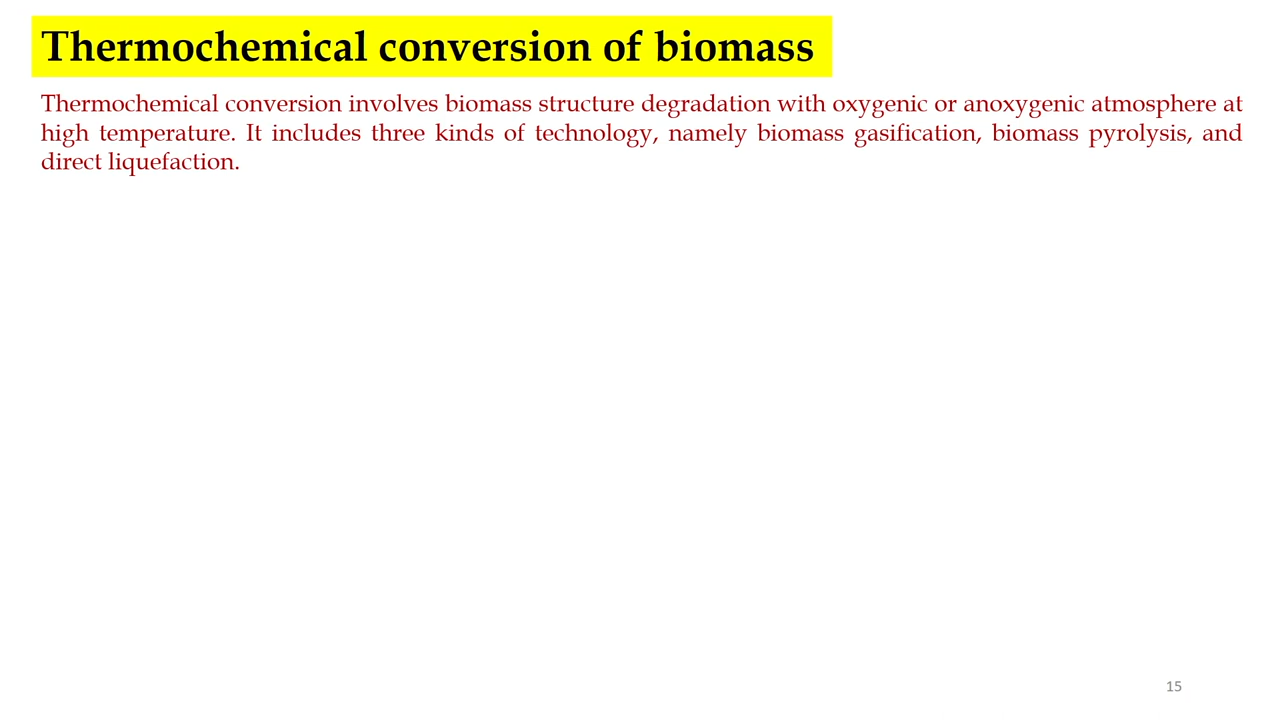 Thermochemical conversion of biomass
Thermochemical conversion involves biomass structure degradation with oxygenic or anoxygenic atmosphere at
high temperature. It includes three kinds of technology, namely biomass gasification, biomass pyrolysis, and
direct liquefaction.
15